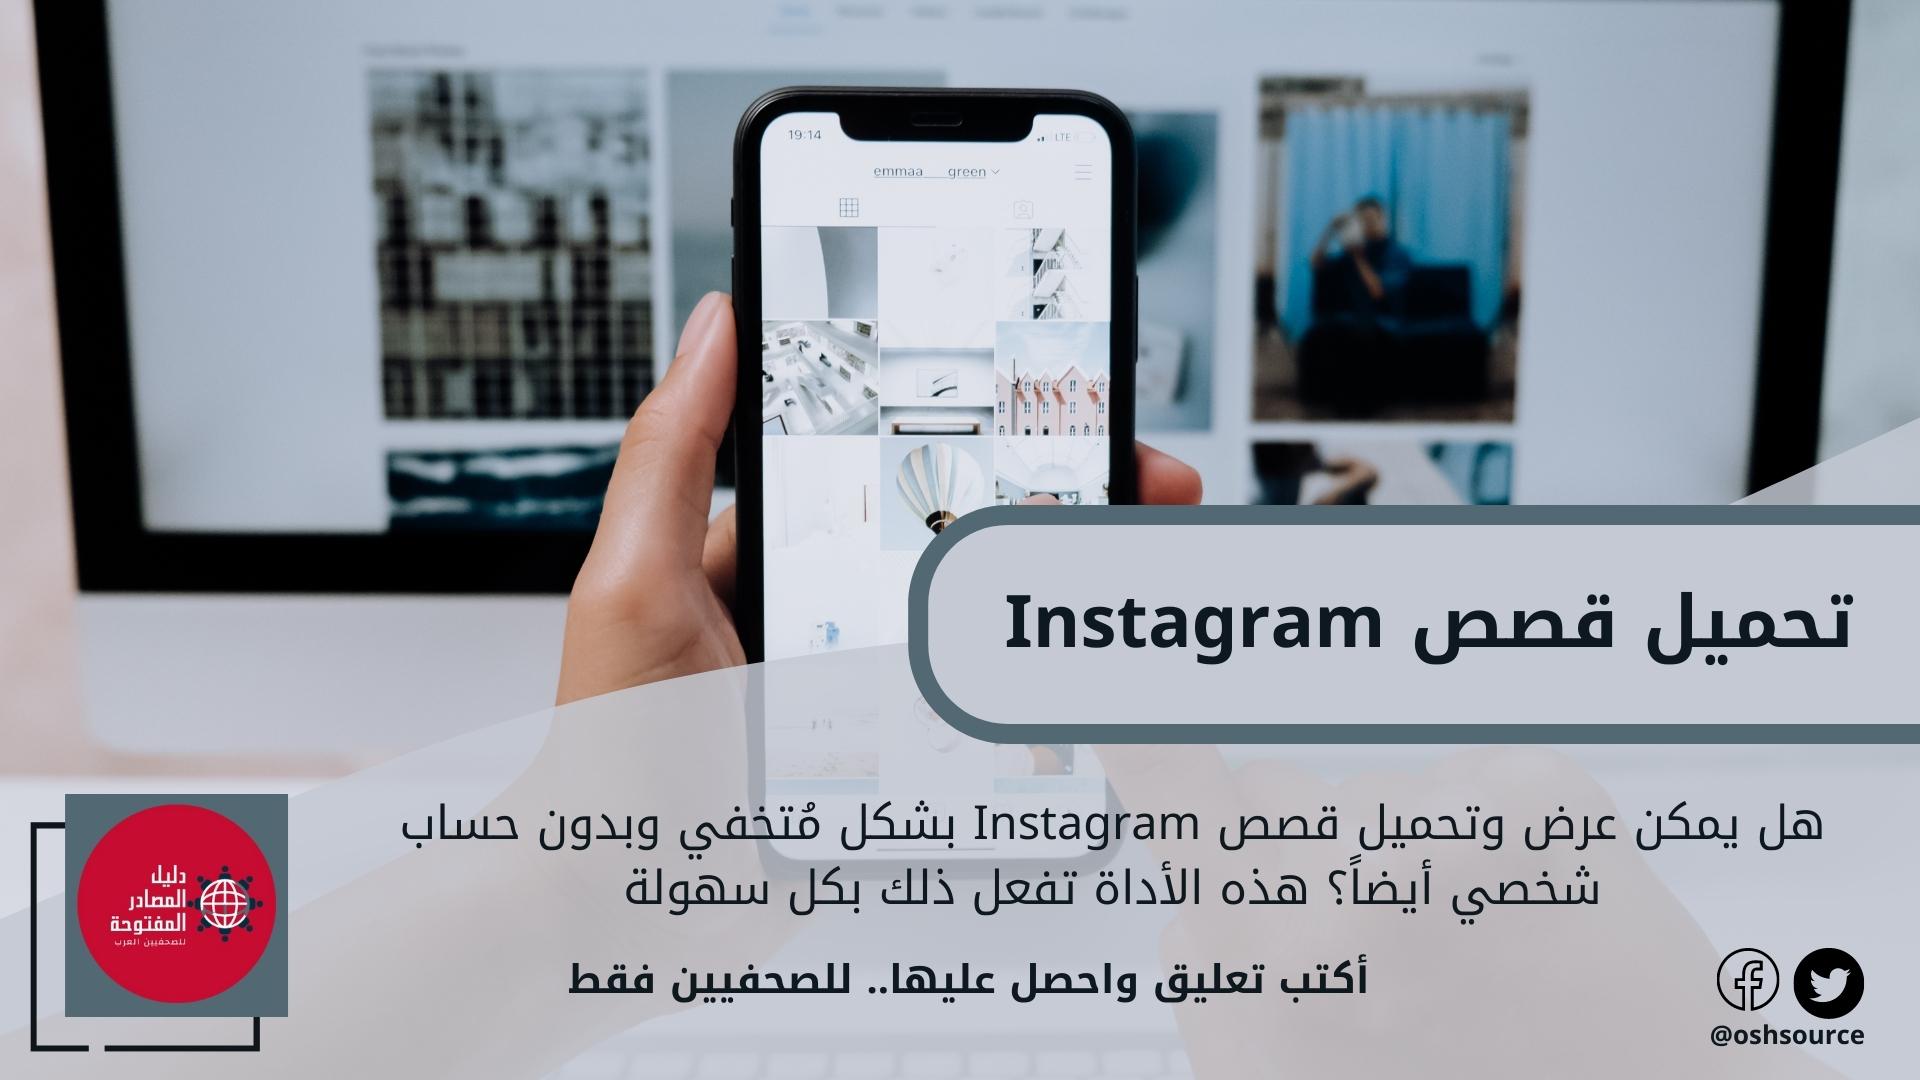 19:14
LTE
emmaa___green
تحميل قصص Instagram
هل يمكن عرض وتحميل قصص Instagram بشكل مُتخفي وبدون حساب
شخصي أيضاً؟ هذه الأداة تفعل ذلك بكل سهولة
أكتب تعليق واحصل عليها.. للصحفيين فقط
دليل
المصادر
المفتوحة
للصحفيين العرب
@oshsource